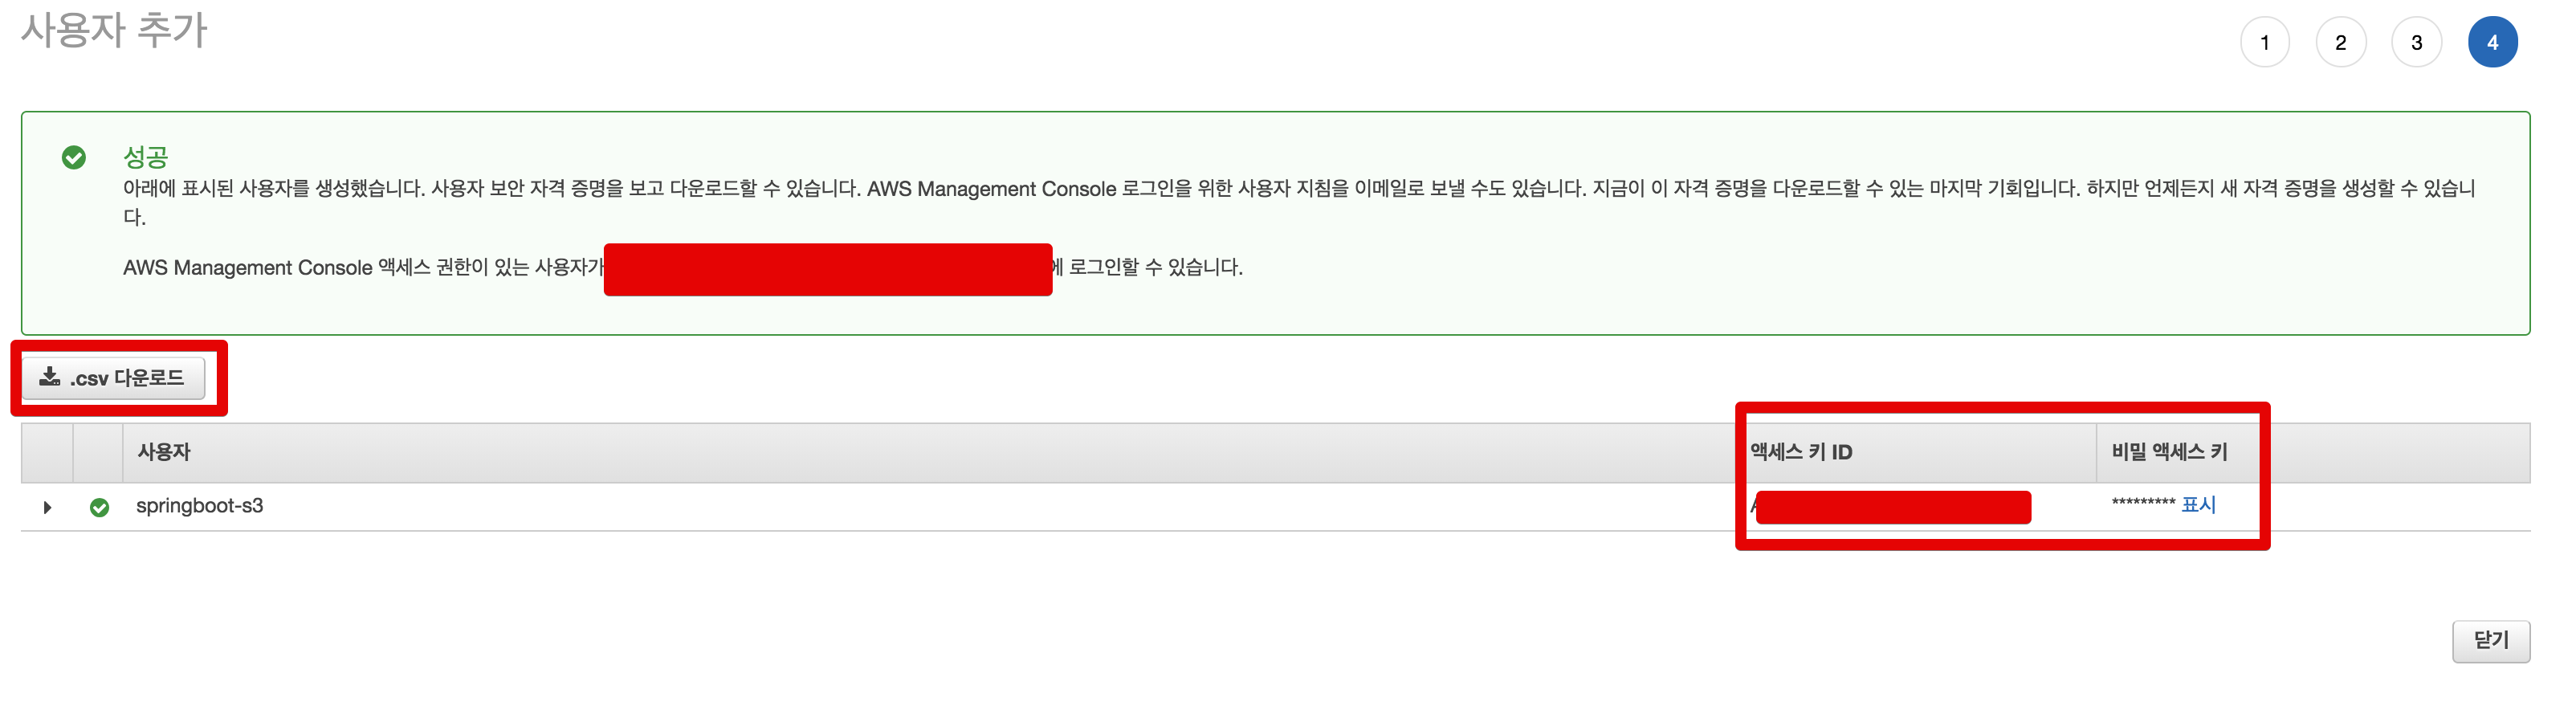 사용자 추가
1 2 3 4
성공
아래에 표시된 사용자를 생성했습니다. 사용자 보안 자격 증명을 보고 다운로드할 수 있습니다. AWS Management Console 로그인을 위한 사용자 지침을 이메일로 보낼 수도 있습니다. 지금이 이 자격 증명을 다운로드할 수 있는 마지막 기회입니다. 하지만 언제든지 새 자격 증명을 생성할 수 있습니
다.
AWS Management Console 액세스 권한이 있는 사용자가 에 로그인할 수 있습니다.
.csv 다운로드
사용자 액세스 키 ID 비밀 액세스 키
springboot-s3 A ********* 표시
닫기